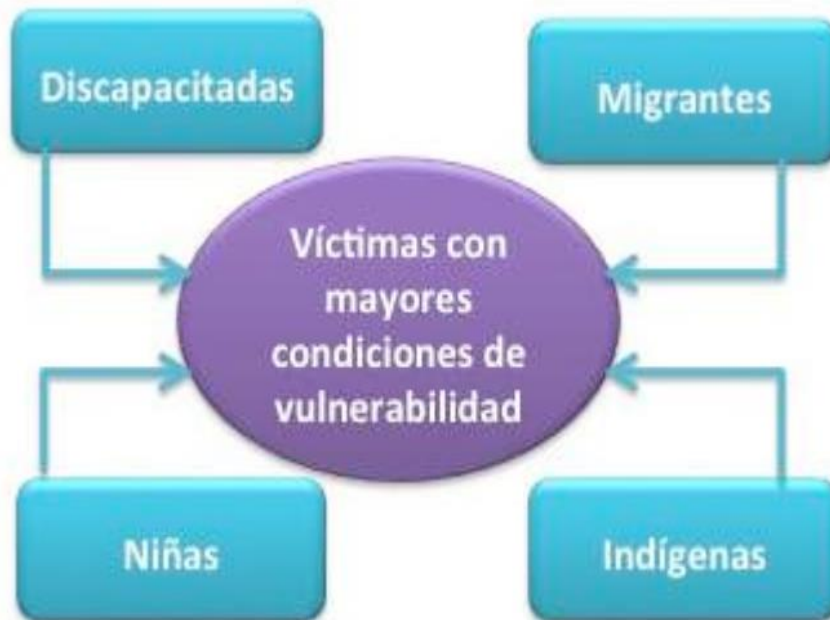 Discapacitadas
Migrantes
Víctimas con
mayores
condiciones de
vulnerabilidad
Niñas
Indígenas